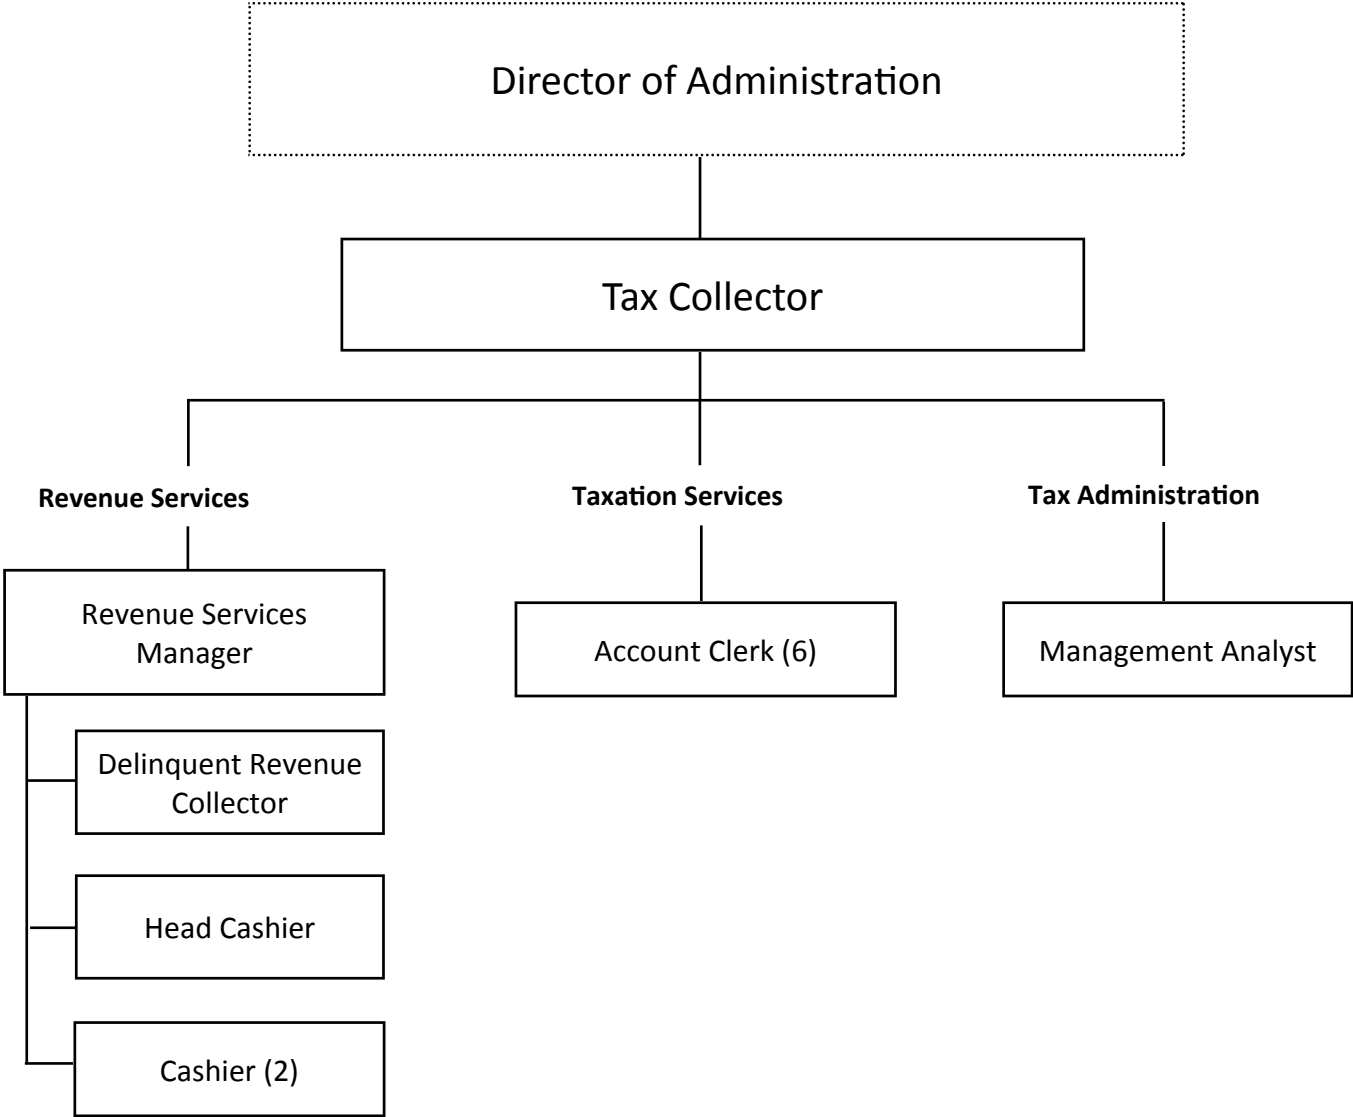 Director of Administration
Tax Collector
Revenue Services
Taxation Services
Tax Administration
Revenue Services
Manager
Account Clerk (6)
Management Analyst
Delinquent Revenue
Collector
Head Cashier
Cashier (2)